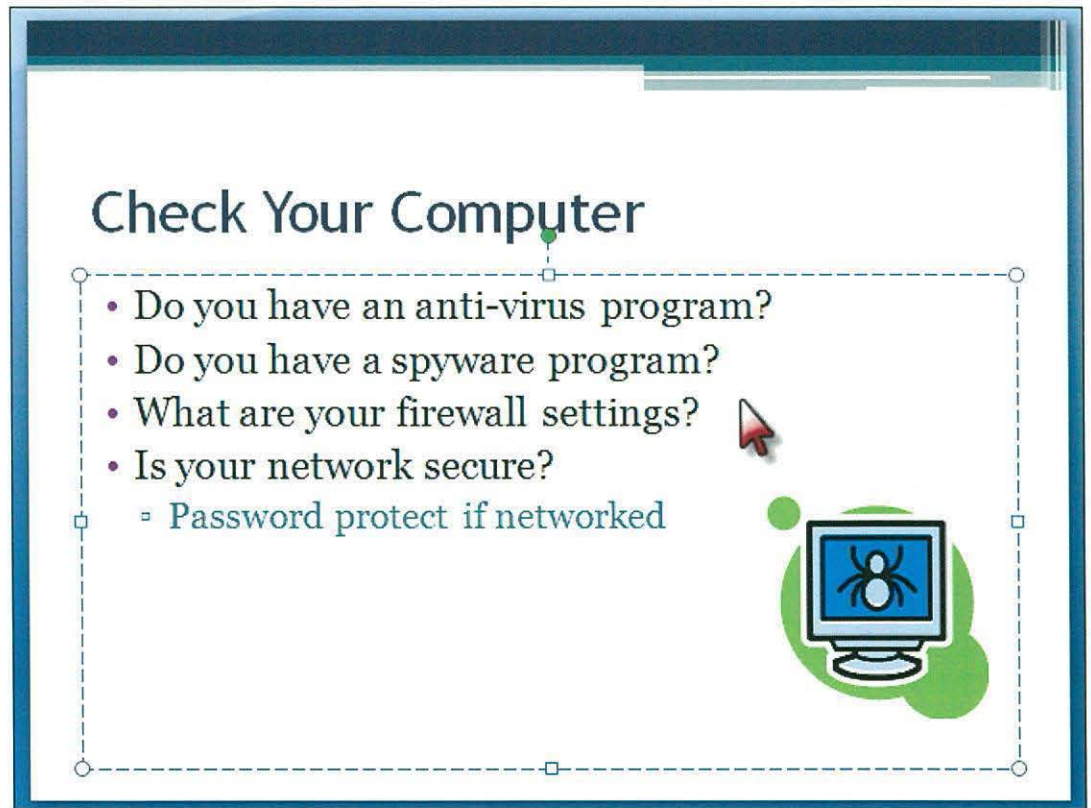 Check Your Computer
• Do you have an anti-virus program?
• Do you have a spyware program?
• What are your firewall settings?
• Is your network secure?
▫ Password protect if networked